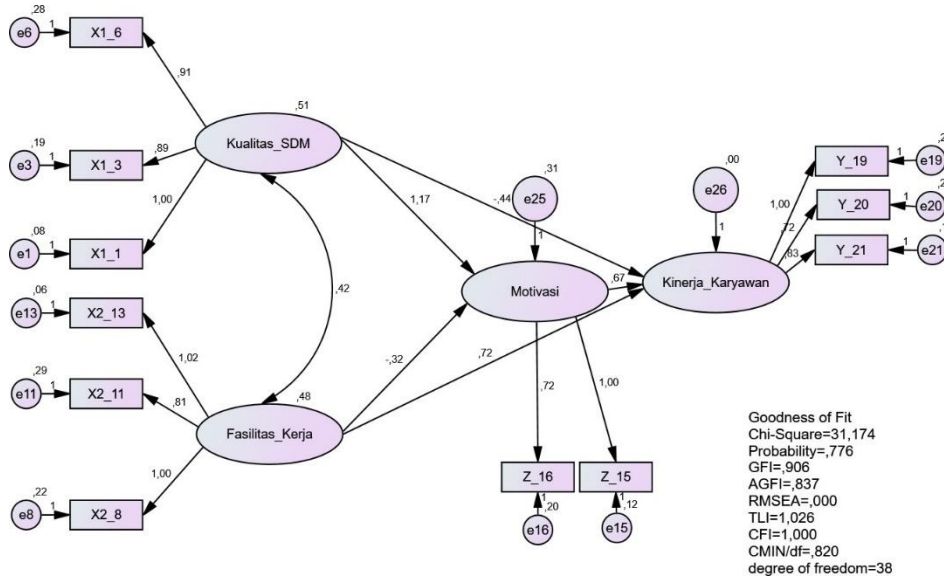 ,28
e6 1 X1_6
,91
,51
Kualitas_SDM
,19
e3 1 X1_3 ,89
1,00
,08
e1 1 X1_1
,06
e13 1 X2_13
1,02
,29
e11 1 X2_11 ,81
,48
Fasilitas_Kerja
1,00
,22
e8 1 X2_8
,42
1,17
-,44
-,32
,72
,31
e25
1
Motivasi
,67
,00
e26
1
Kinerja_Karyawan
1,00
,72
,83
Y_19 1 e19
Y_20 1 e20
Y_21 1 e21
,72
1,00
Z_16 Z_15
1 ,20 1 ,12
e16 e15
Goodness of Fit
Chi-Square=31,174
Probability=,776
GFI=,906
AGFI=,837
RMSEA=,000
TLI=1,026
CFI=1,000
CMIN/df=,820
degree of freedom=38